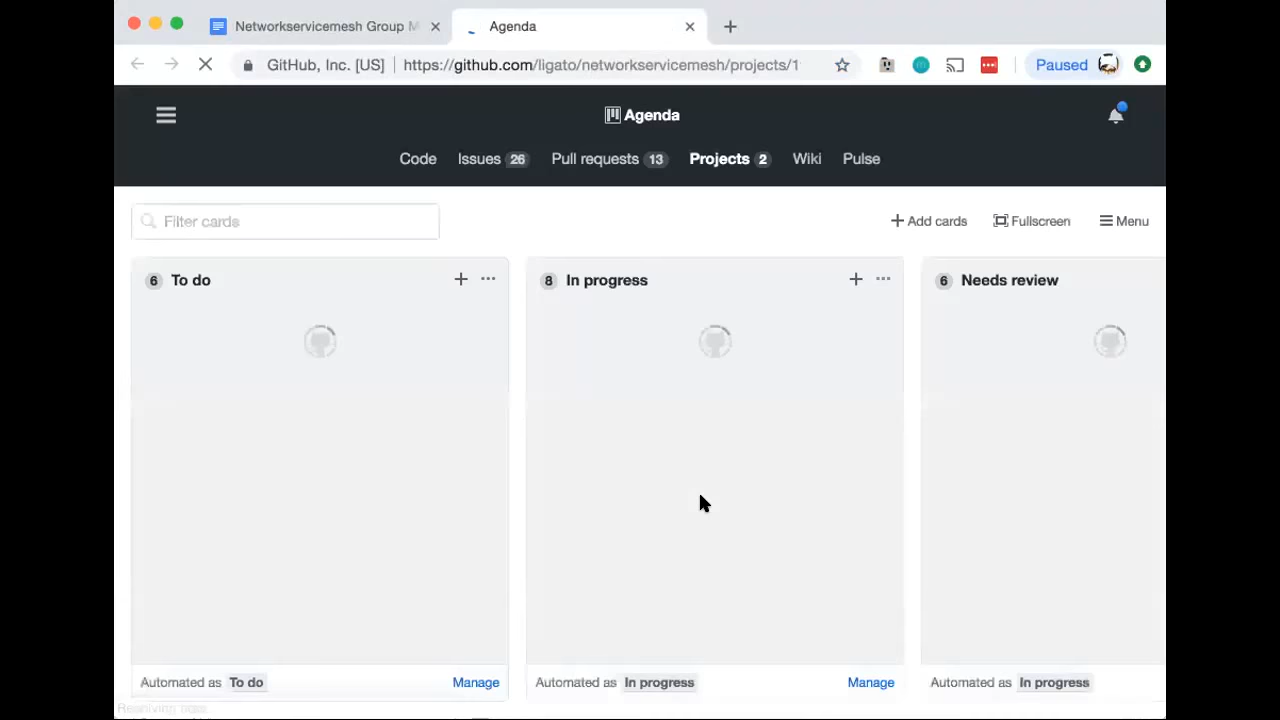 Networkservicemesh Group M
Agenda
GitHub, Inc. [US] | https://github.com/ligato/networkservicemesh/projects/1
Paused
Agenda
Code Issues 26 Pull requests 13 Projects 2 Wiki Pulse
Filter cards
Add cards Fullscreen Menu
6 To do
8 In progress
6 Needs review
Automated as To do Manage
Automated as In progress Manage
Automated as In progress
Resolving host